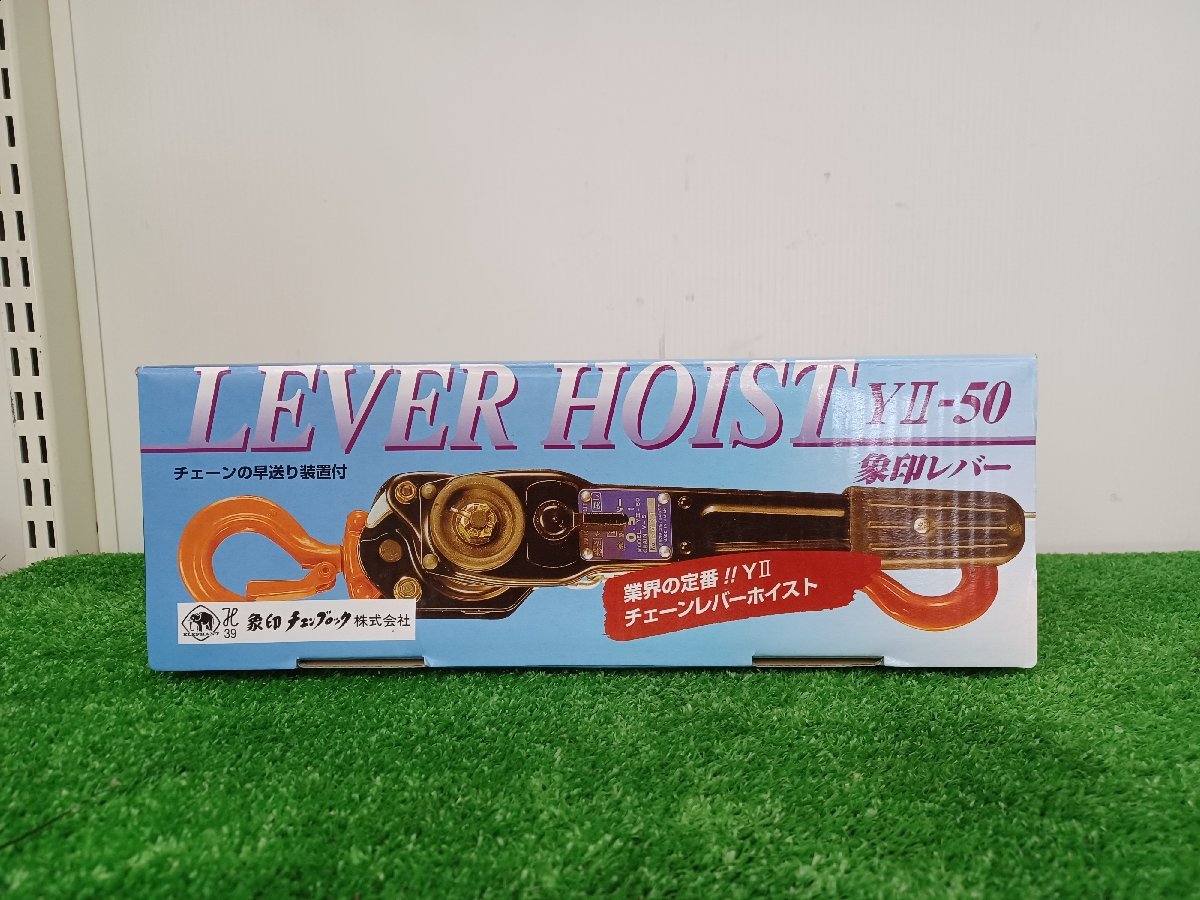 LEVER HOIST YⅡ-50
チェーンの早送り装置付
象印レバー
業界の定番!! YⅡ
チェーンレバーホイスト
ELEPHANT
39
象印 チェンブロック 株式会社